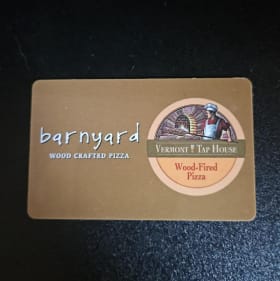 barnyard
WOOD CRAFTED PIZZA
VERMONT TAP HOUSE
Wood-Fired
Pizza